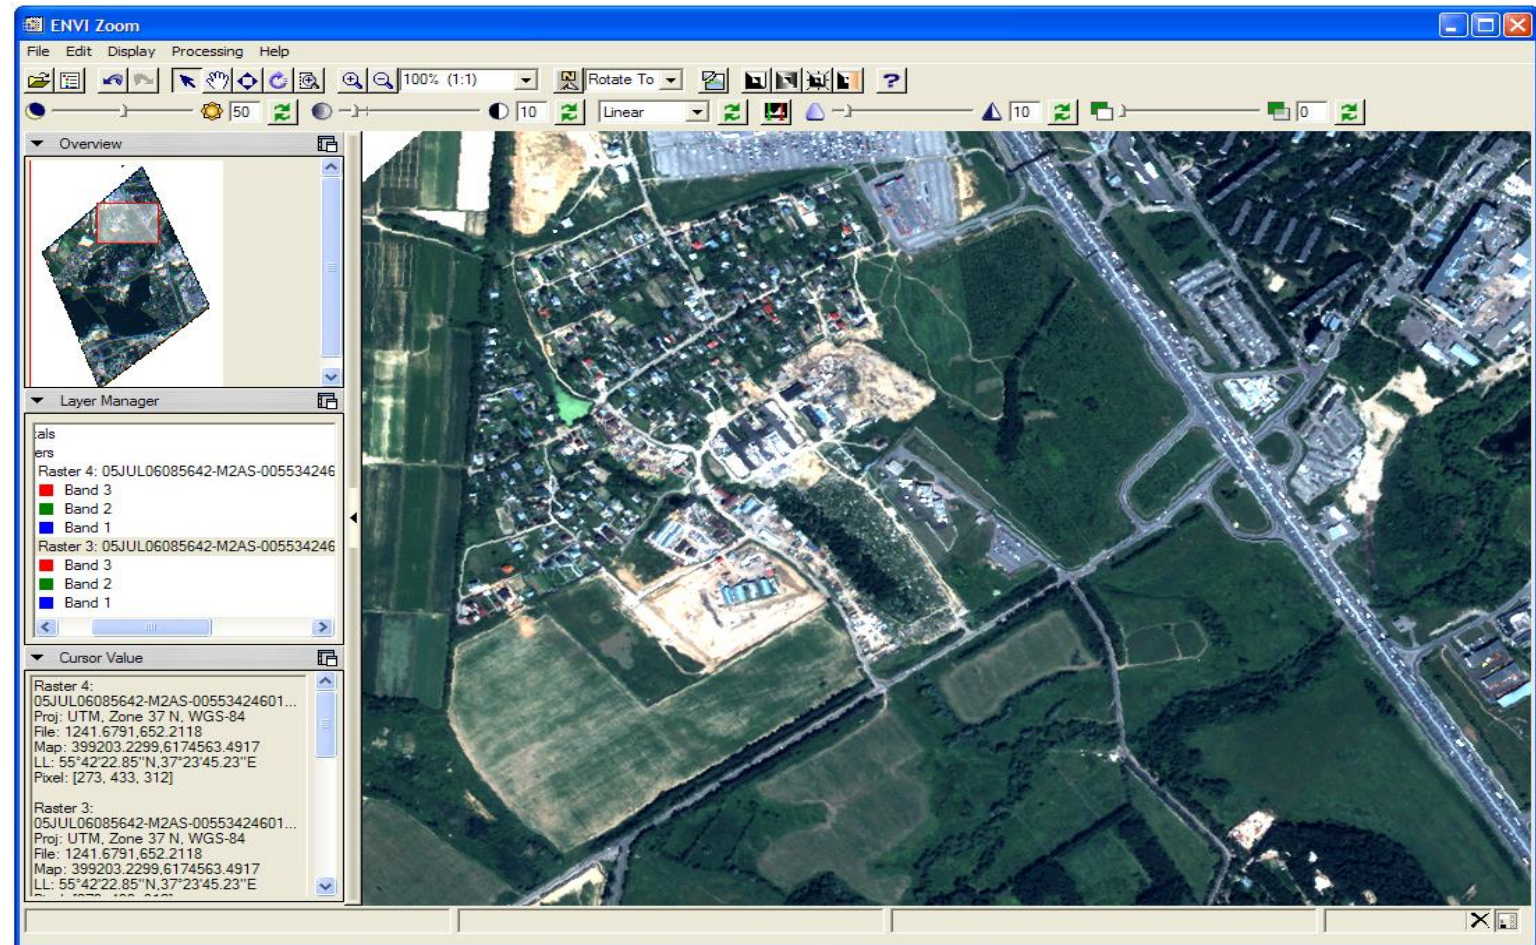 ENVI Zoom
File Edit Display Processing Help
100% (1:1) Rotate To
50 10 Linear 10 0
Overview
Layer Manager
:als
ers
Raster 4: 05JUL06085642-M2AS-005534246
Band 3
Band 2
Band 1
Raster 3: 05JUL06085642-M2AS-005534246
Band 3
Band 2
Band 1
Cursor Value
Raster 4:
05JUL06085642-M2AS-00553424601...
Proj: UTM, Zone 37 N, WGS-84
File: 1241.6791,652.2118
Map: 399203.2299,6174563.4917
LL: 55°42'22.85"N,37°23'45.23"E
Pixel: [273, 433, 312]
Raster 3:
05JUL06085642-M2AS-00553424601...
Proj: UTM, Zone 37 N, WGS-84
File: 1241.6791,652.2118
Map: 399203.2299,6174563.4917
LL: 55°42'22.85"N,37°23'45.23"E